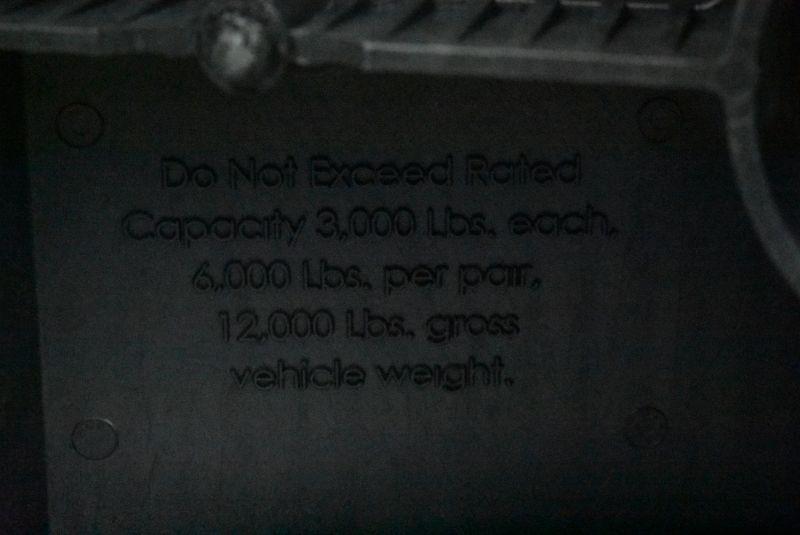 Do Not Exceed Rated
Capacity 3,000 Lbs. each,
6,000 Lbs. per pair,
12,000 Lbs. gross
vehicle weight.